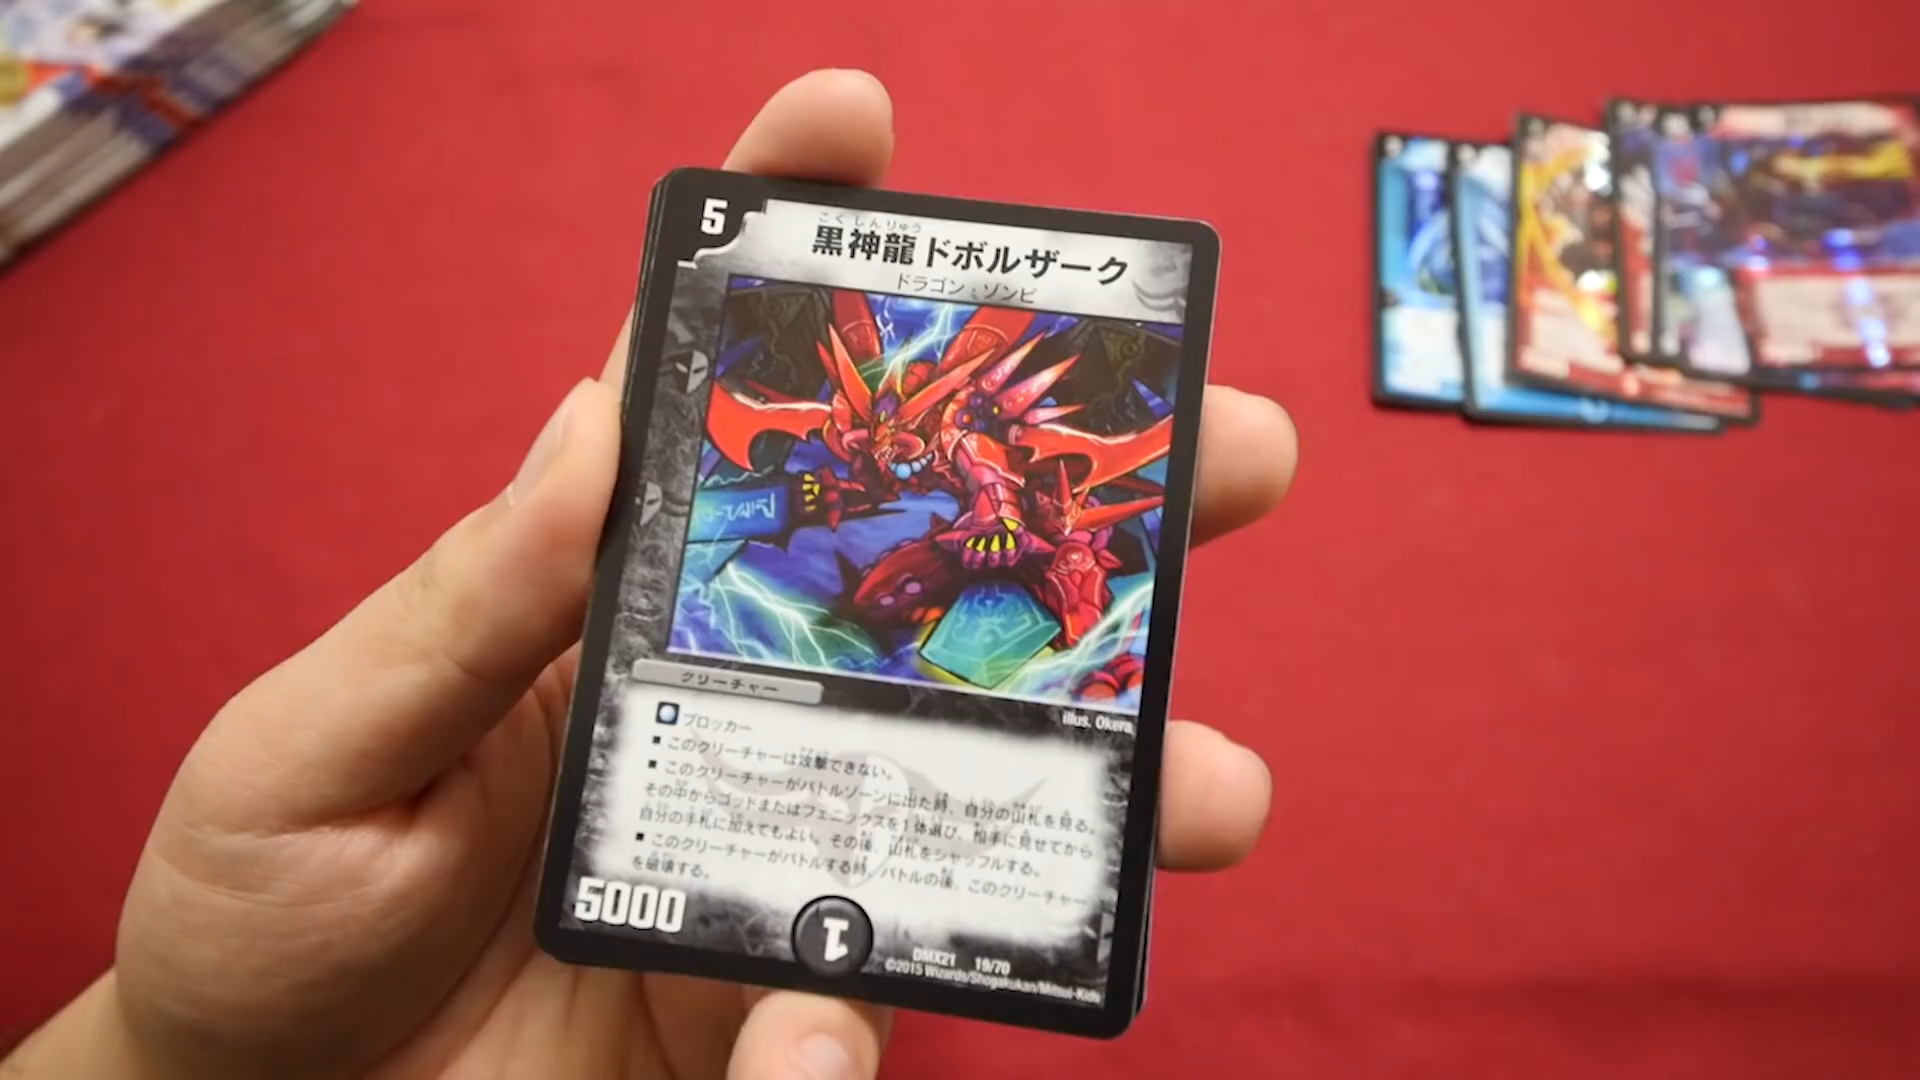 5
こくしんりゅう
黒神龍ドボルザーク
ドラゴン・ゾンビ
クリーチャー
illus. Okera
ブロッカー
■ このクリーチャーは攻撃できない。
■ このクリーチャーがバトルゾーンに出た時、自分の山札を見る。
その中からゴッドまたはフェニックスを1体選び、相手に見せてから
自分の手札に加えてもよい。その後、山札をシャッフルする。
■ このクリーチャーがバトルする時、バトルの後、このクリーチャー
を破壊する。
5000
1
DMX21 19/70
©2015 Wizards/Shogakukan/Mitsui-Kids